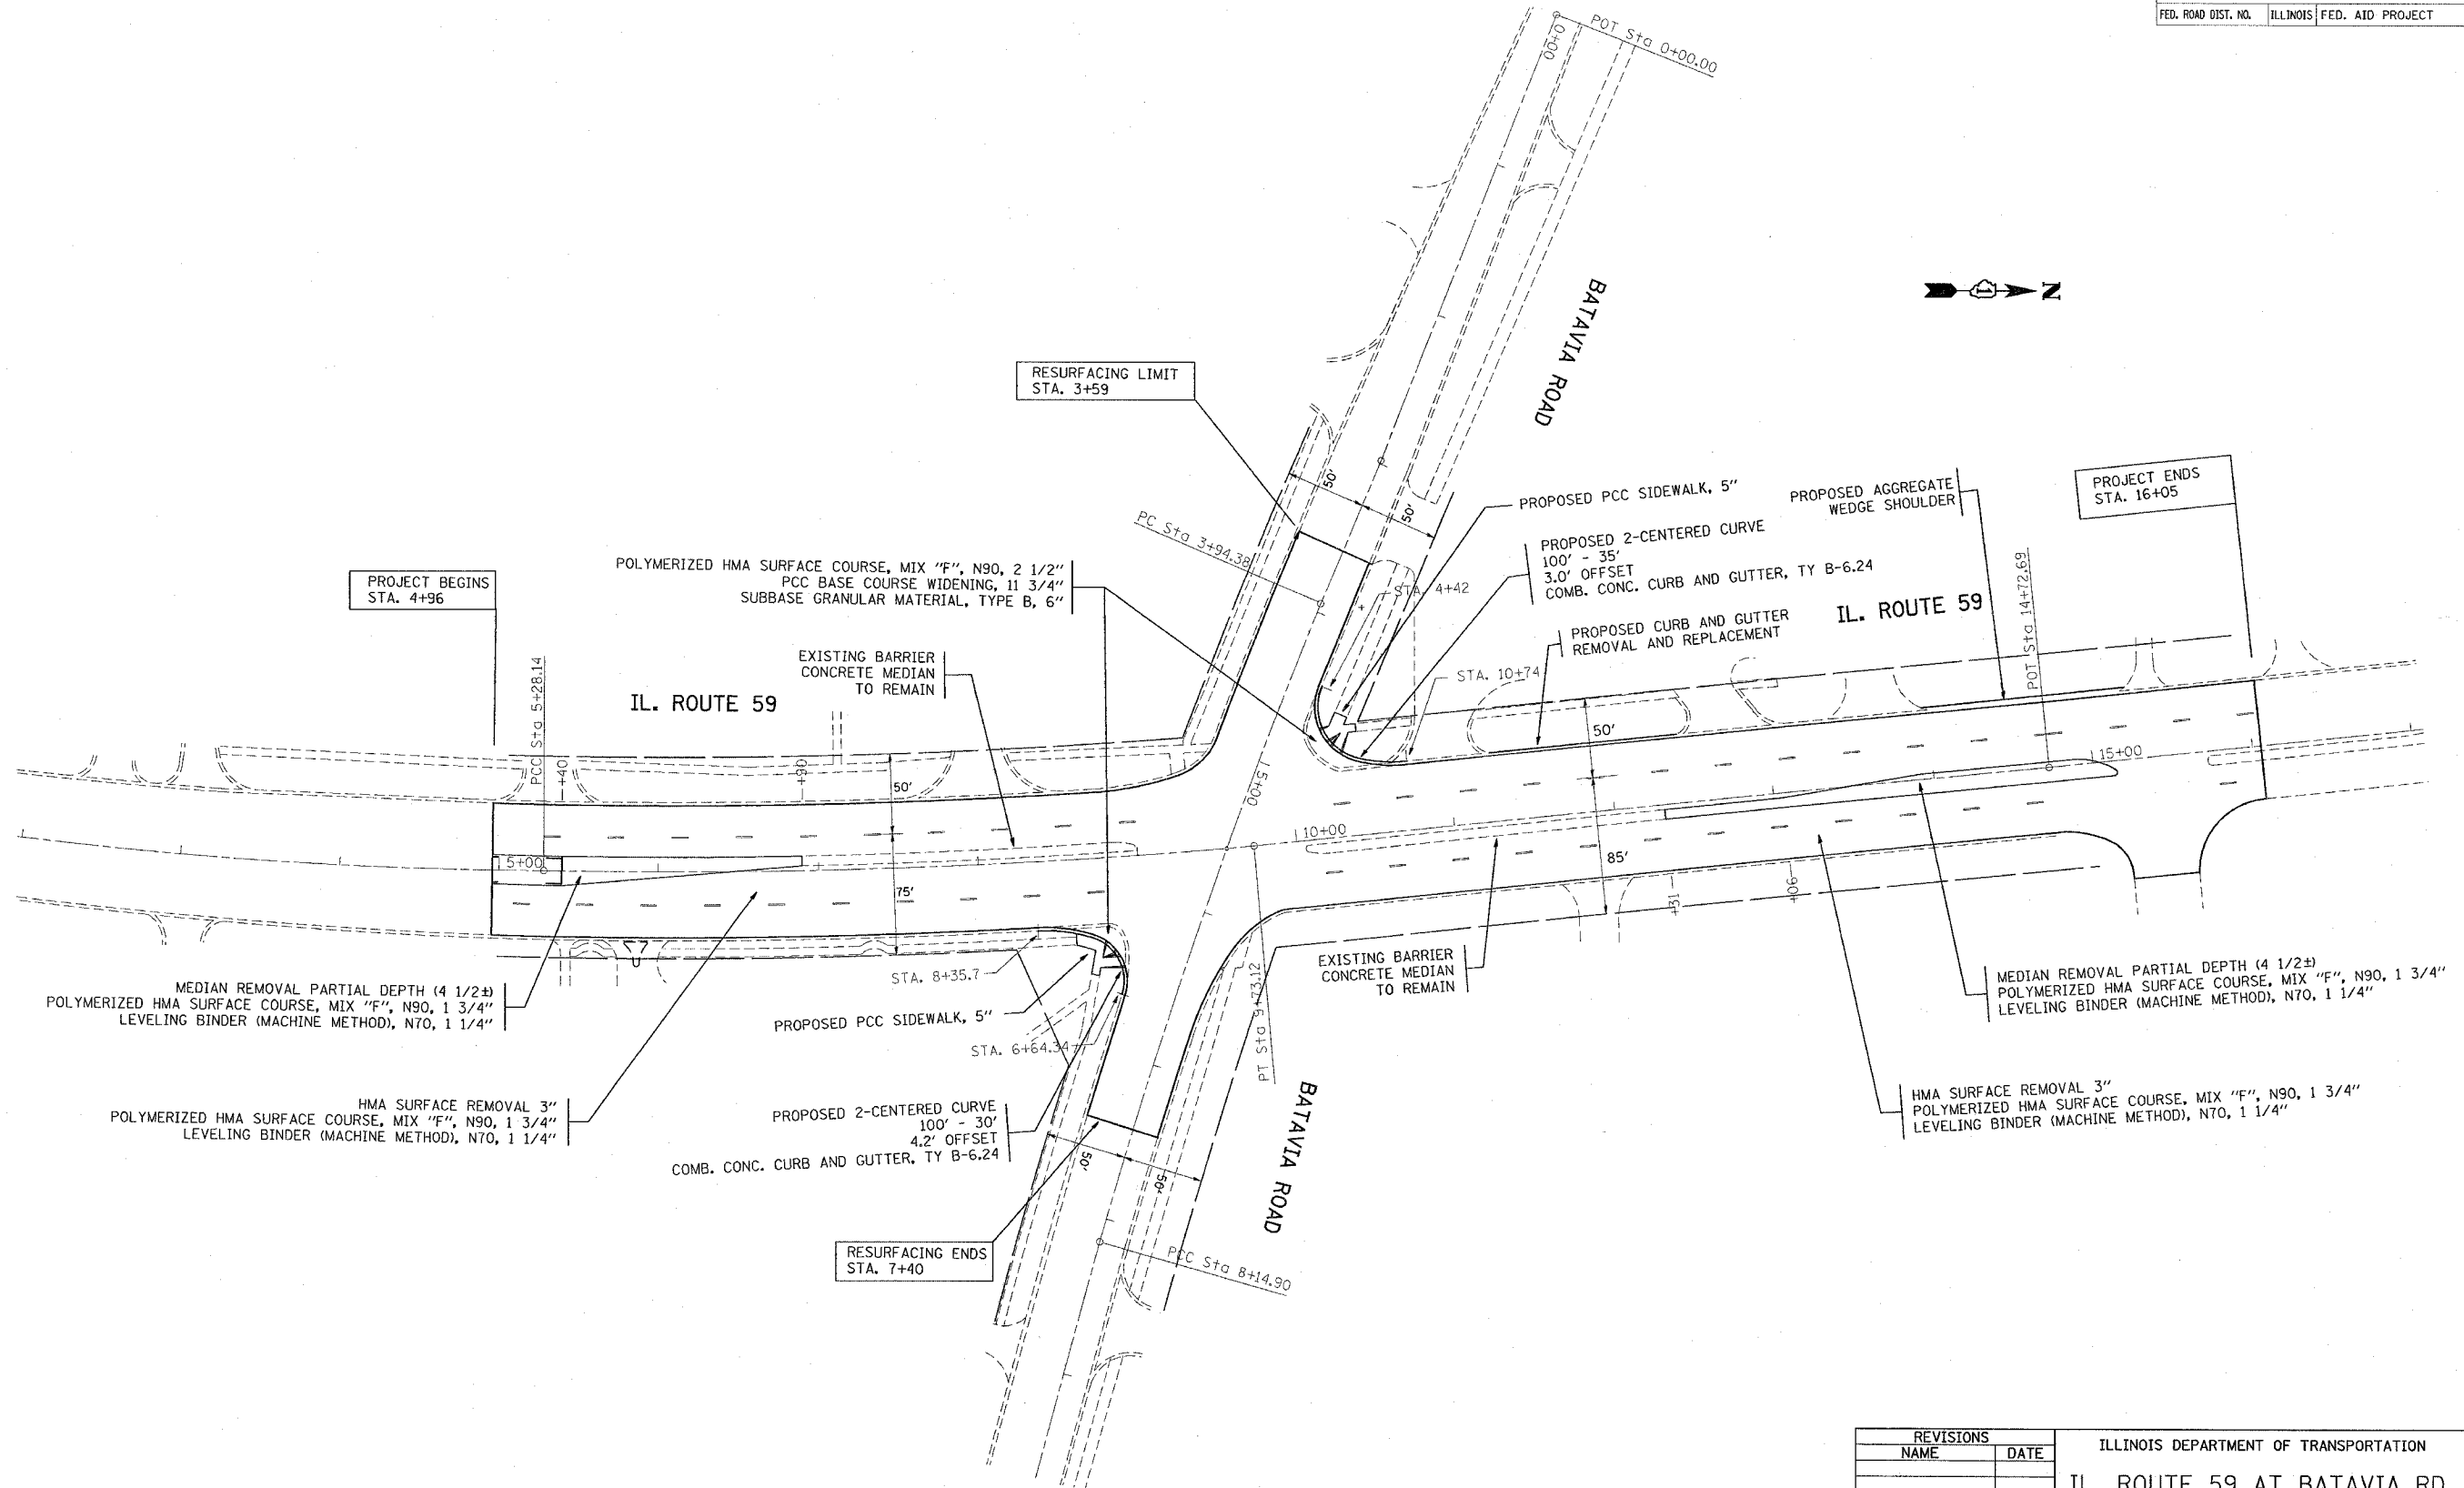 FED. ROAD DIST. NO. ILLINOIS FED. AID PROJECT
0+00
POT Sta 0+00.00
N
BATAVIA ROAD
RESURFACING LIMIT
STA. 3+59
50'
50'
PC Sta 3+94.38
STA. 4+42
PROPOSED PCC SIDEWALK, 5"
PROPOSED AGGREGATE
WEDGE SHOULDER
PROJECT ENDS
STA. 16+05
PROPOSED 2-CENTERED CURVE
100' - 35'
3.0' OFFSET
COMB. CONC. CURB AND GUTTER, TY B-6.24
PROPOSED CURB AND GUTTER
REMOVAL AND REPLACEMENT
IL. ROUTE 59
POT Sta 14+72.69
STA. 10+74
POLYMERIZED HMA SURFACE COURSE, MIX "F", N90, 2 1/2"
PCC BASE COURSE WIDENING, 11 3/4"
SUBBASE GRANULAR MATERIAL, TYPE B, 6"
PROJECT BEGINS
STA. 4+96
PCC Sta 5+28.14
IL. ROUTE 59
EXISTING BARRIER
CONCRETE MEDIAN
TO REMAIN
+40
+90
50'
75'
5+00
5+00
10+00
15+00
50'
85'
+31
+06
STA. 8+35.7
PROPOSED PCC SIDEWALK, 5"
STA. 6+64.34
PT Sta 9+73.12
EXISTING BARRIER
CONCRETE MEDIAN
TO REMAIN
MEDIAN REMOVAL PARTIAL DEPTH (4 1/2±)
POLYMERIZED HMA SURFACE COURSE, MIX "F", N90, 1 3/4"
LEVELING BINDER (MACHINE METHOD), N70, 1 1/4"
MEDIAN REMOVAL PARTIAL DEPTH (4 1/2±)
POLYMERIZED HMA SURFACE COURSE, MIX "F", N90, 1 3/4"
LEVELING BINDER (MACHINE METHOD), N70, 1 1/4"
HMA SURFACE REMOVAL 3"
POLYMERIZED HMA SURFACE COURSE, MIX "F", N90, 1 3/4"
LEVELING BINDER (MACHINE METHOD), N70, 1 1/4"
PROPOSED 2-CENTERED CURVE
100' - 30'
4.2' OFFSET
COMB. CONC. CURB AND GUTTER, TY B-6.24
HMA SURFACE REMOVAL 3"
POLYMERIZED HMA SURFACE COURSE, MIX "F", N90, 1 3/4"
LEVELING BINDER (MACHINE METHOD), N70, 1 1/4"
50'
50'
BATAVIA ROAD
RESURFACING ENDS
STA. 7+40
PCC Sta 8+14.90
REVISIONS
NAME DATE
ILLINOIS DEPARTMENT OF TRANSPORTATION
IL. ROUTE 59 AT BATAVIA RD